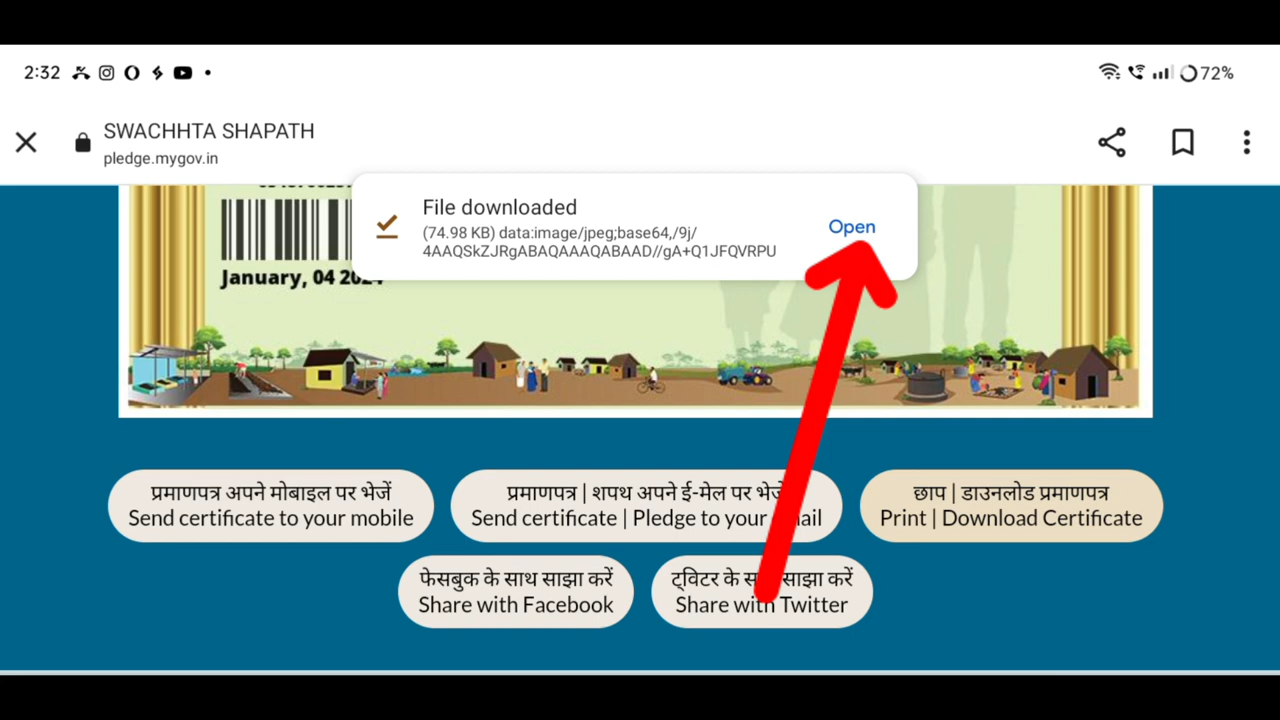 2:32
72%
SWACHHTA SHAPATH
pledge.mygov.in
File downloaded
(74.98 KB) data:image/jpeg;base64,/9j/
4AAQSkZJRgABAQAAAQABAAD//gA+Q1JFQVRPU
Open
January, 04 2024
प्रमाणपत्र अपने मोबाइल पर भेजें
Send certificate to your mobile
प्रमाणपत्र | शपथ अपने ई-मेल पर भेजें
Send certificate | Pledge to your
छाप | डाउनलोड प्रमाणपत्र
Print | Download Certificate
फेसबुक के साथ साझा करें
Share with Facebook
ट्विटर के साझा करें
Share with Twitter